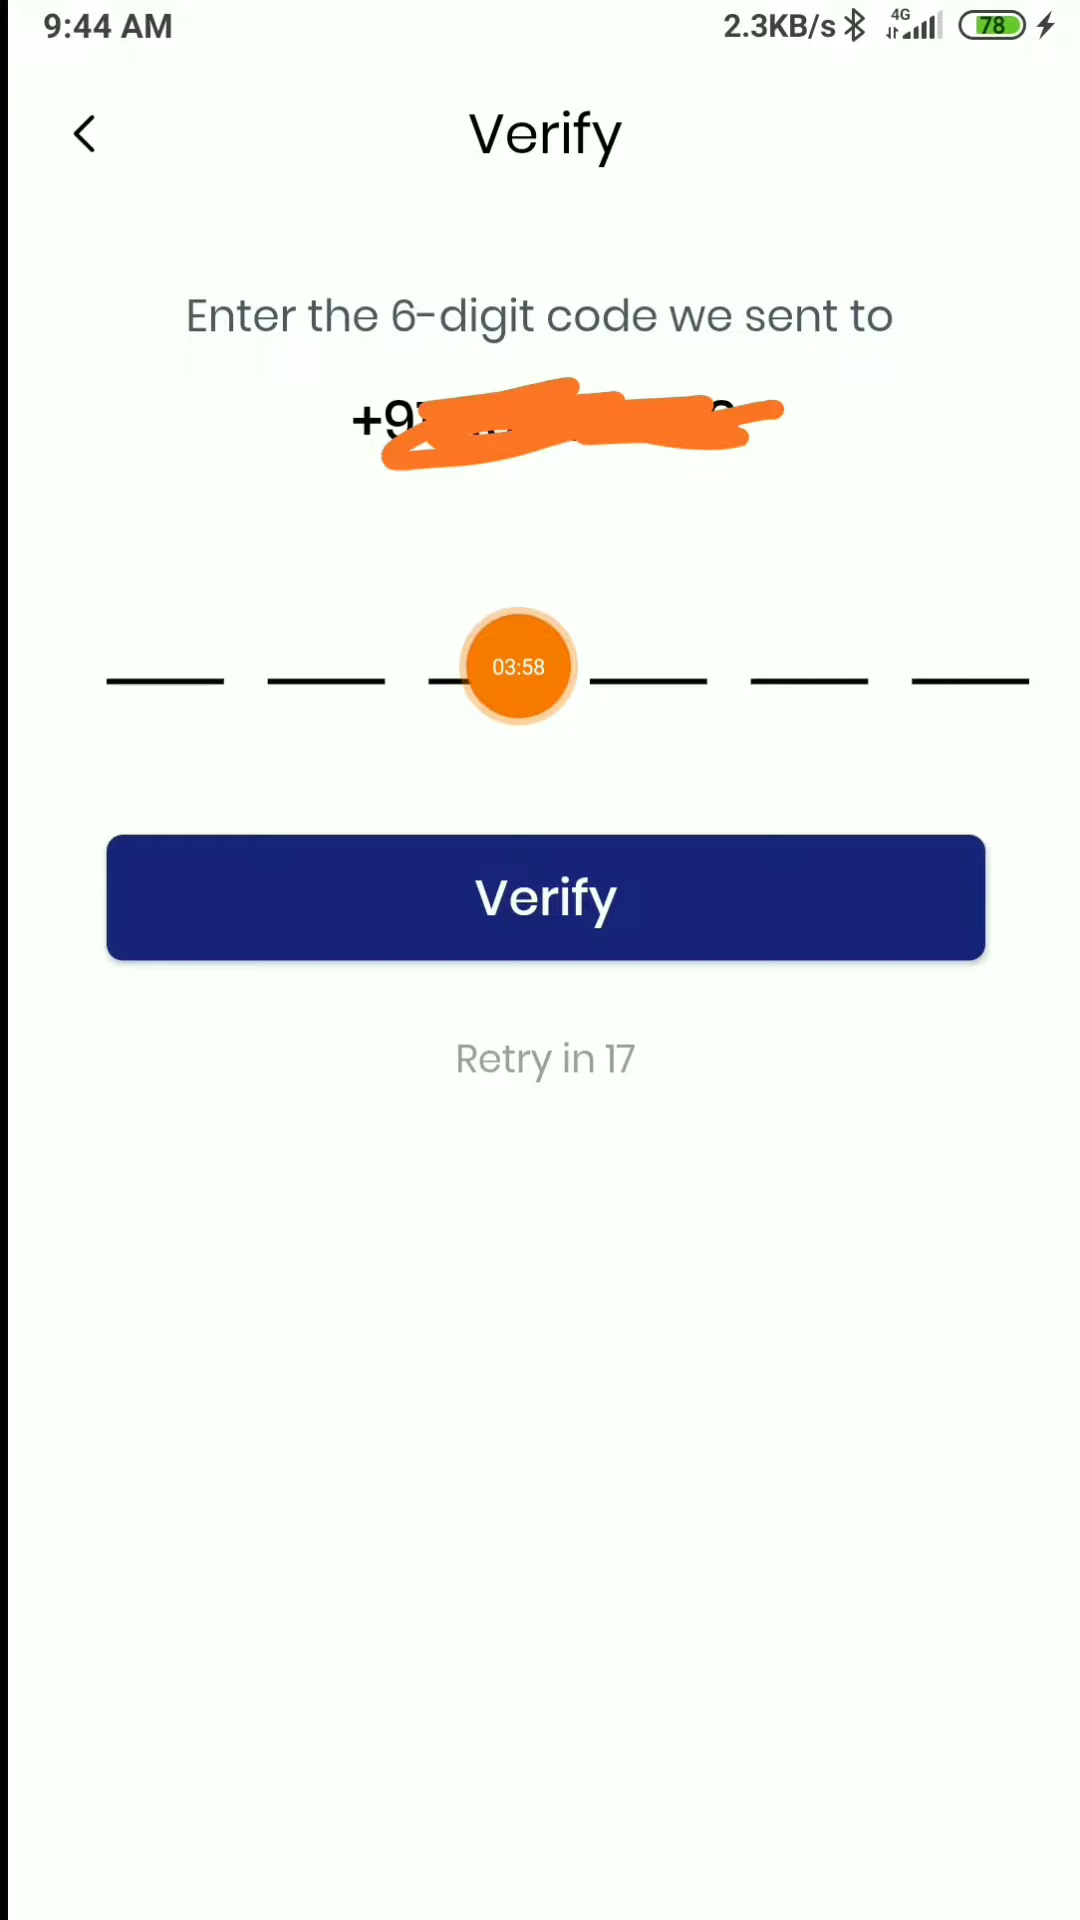 9:44 AM
2.3KB/s 4G 78
Verify
Enter the 6-digit code we sent to
+9
03:58
Verify
Retry in 17